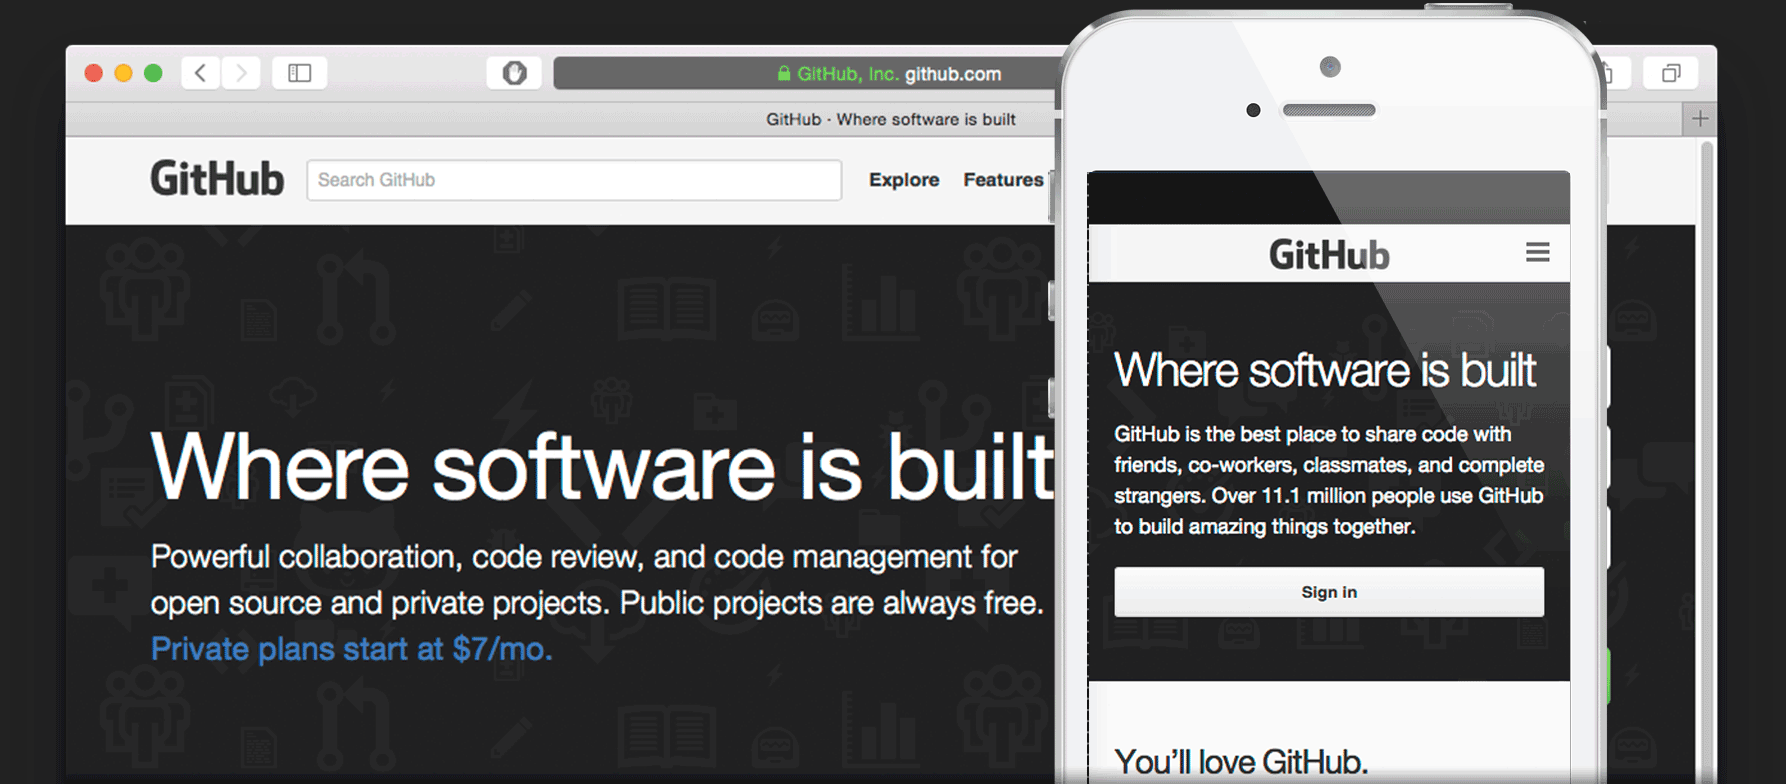 GitHub, Inc. github.com
GitHub · Where software is built
GitHub
Search GitHub
Explore
Features
Where software is built
Powerful collaboration, code review, and code management for
open source and private projects. Public projects are always free.
Private plans start at $7/mo.
GitHub
Where software is built
GitHub is the best place to share code with
friends, co-workers, classmates, and complete
strangers. Over 11.1 million people use GitHub
to build amazing things together.
Sign in
You’ll love GitHub.